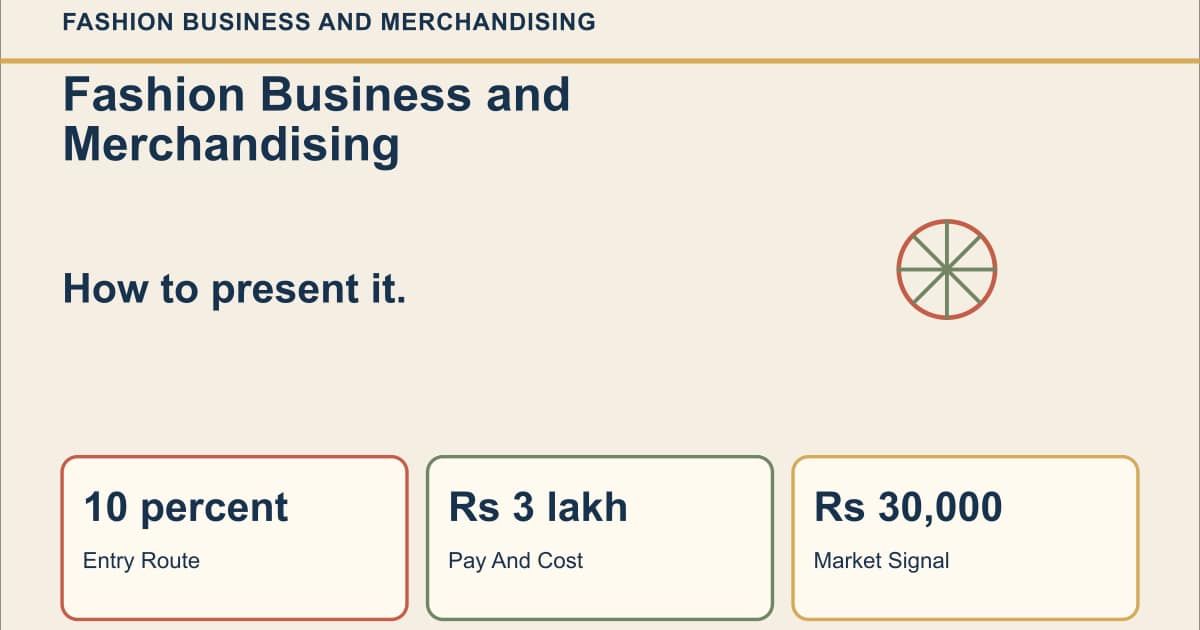 FASHION BUSINESS AND MERCHANDISING
Fashion Business and
Merchandising
How to present it.
10 percent
Entry Route
Rs 3 lakh
Pay And Cost
Rs 30,000
Market Signal